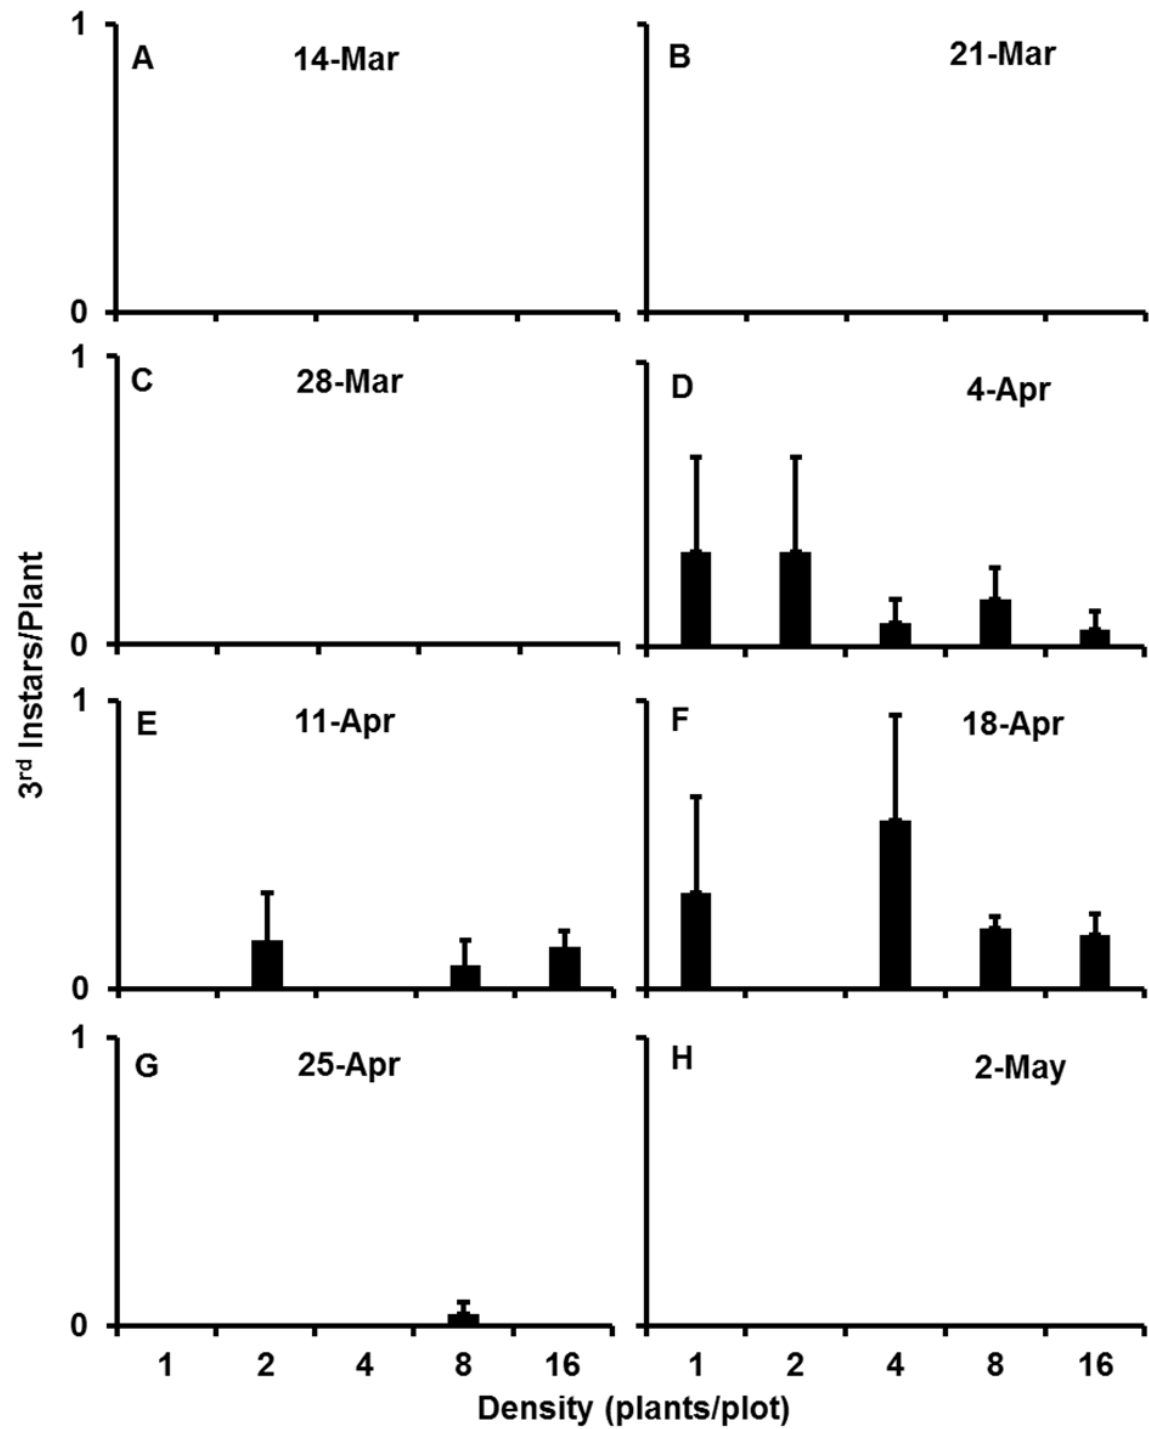 1
A
14-Mar
B
21-Mar
0
1
C
28-Mar
D
4-Apr
0
3rd Instars/Plant
1
E
11-Apr
F
18-Apr
0
1
G
25-Apr
H
2-May
0
1 2 4 8 16
1 2 4 8 16
Density (plants/plot)